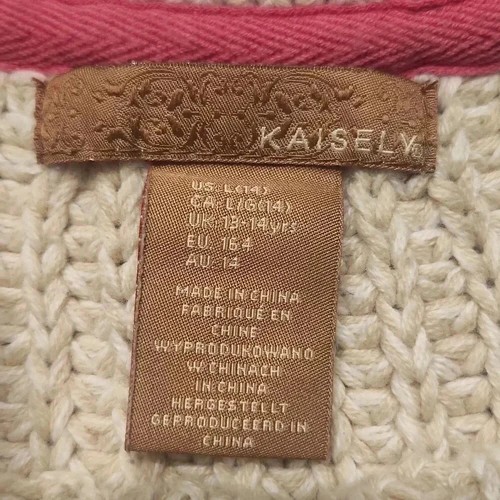 KAISELY
US: L(14)
CA: L/G(14)
UK: 13-14yrs
EU: 164
AU: 14
MADE IN CHINA
FABRIQUÉ EN
CHINE
WYPRODUKOWANO
W CHINACH
IN CHINA
HERGESTELLT
GEPRODUCEERD IN
CHINA